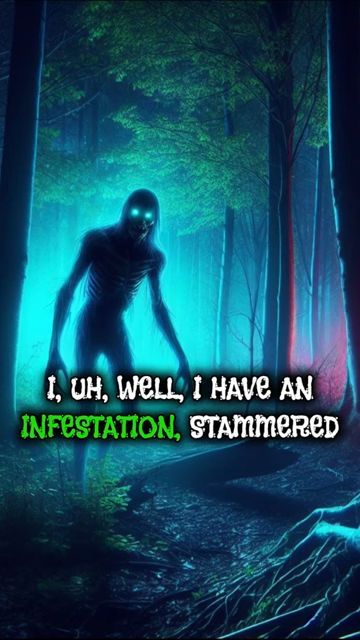 I, UH, WELL, I HAVE AN
INFESTATION, STAMMERED